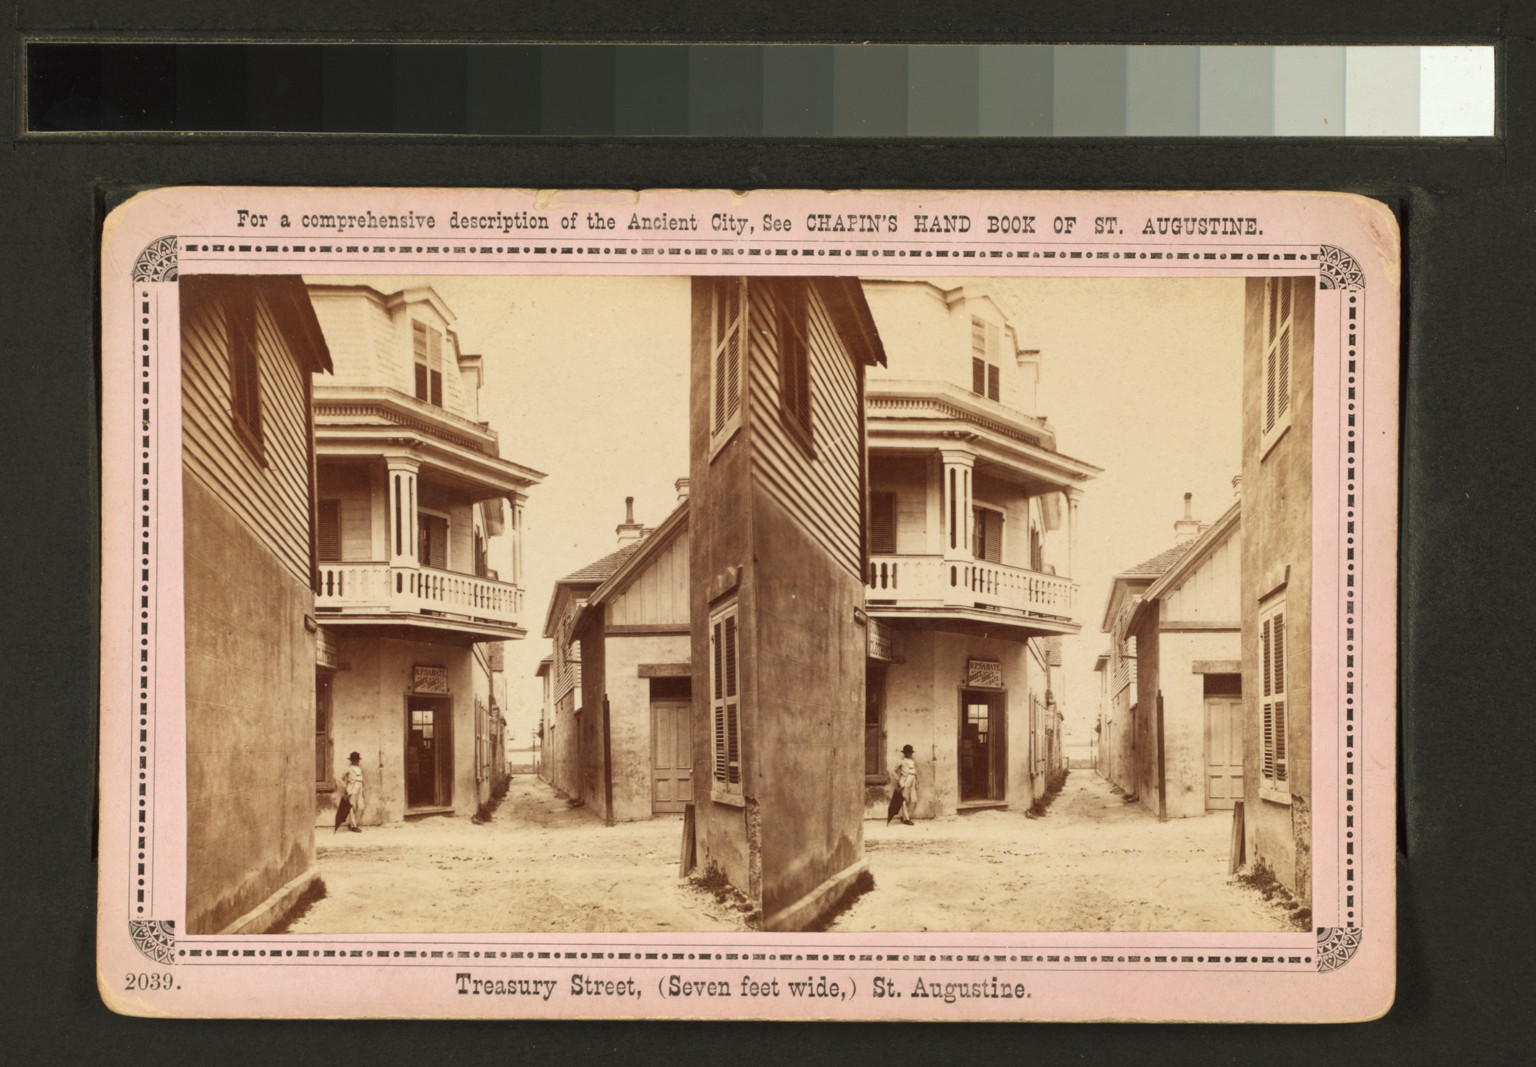 For a comprehensive description of the Ancient City, See CHAPIN'S HAND BOOK OF ST. AUGUSTINE.
R.P. SABATE.
2039.
Treasury Street, (Seven feet wide,) St. Augustine.